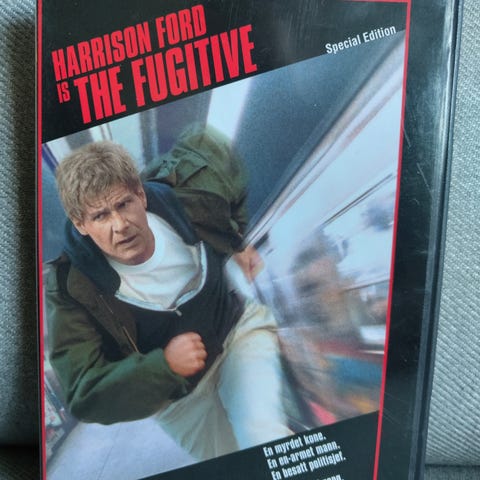 HARRISON FORD
IS THE FUGITIVE
Special Edition
En myrdet kone.
En en-armet mann.
En besatt politisjef.